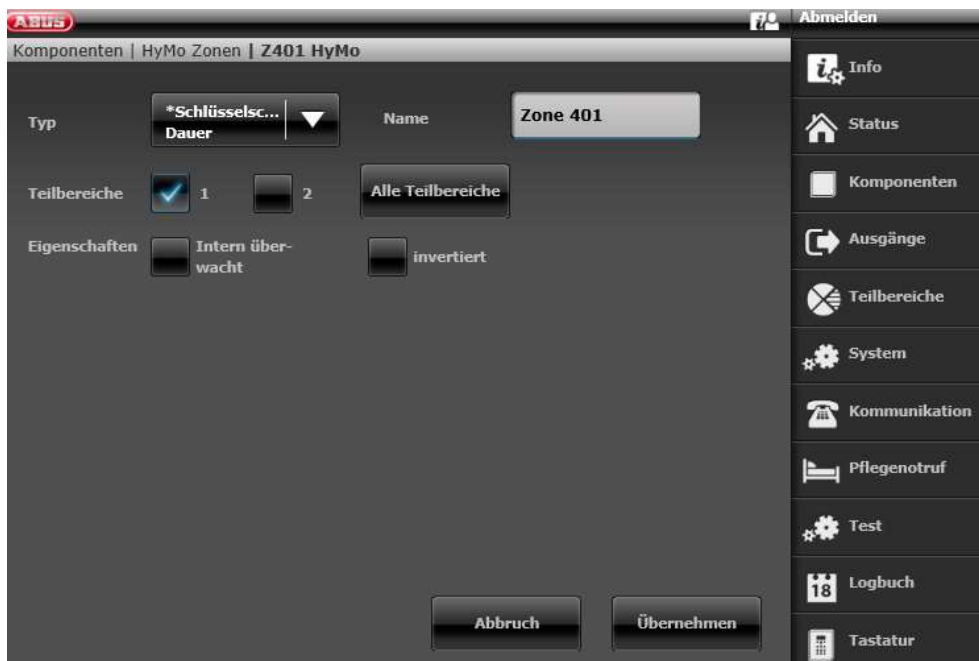 ABUS
Abmelden
Komponenten | HyMo Zonen | Z401 HyMo
Typ
*Schlüsselsc...
Dauer
Name
Zone 401
Teilbereiche
1
2
Alle Teilbereiche
Eigenschaften
Intern über-
wacht
invertiert
Abbruch
Übernehmen
Info
Status
Komponenten
Ausgänge
Teilbereiche
System
Kommunikation
Pflegenotruf
Test
18
Logbuch
Tastatur